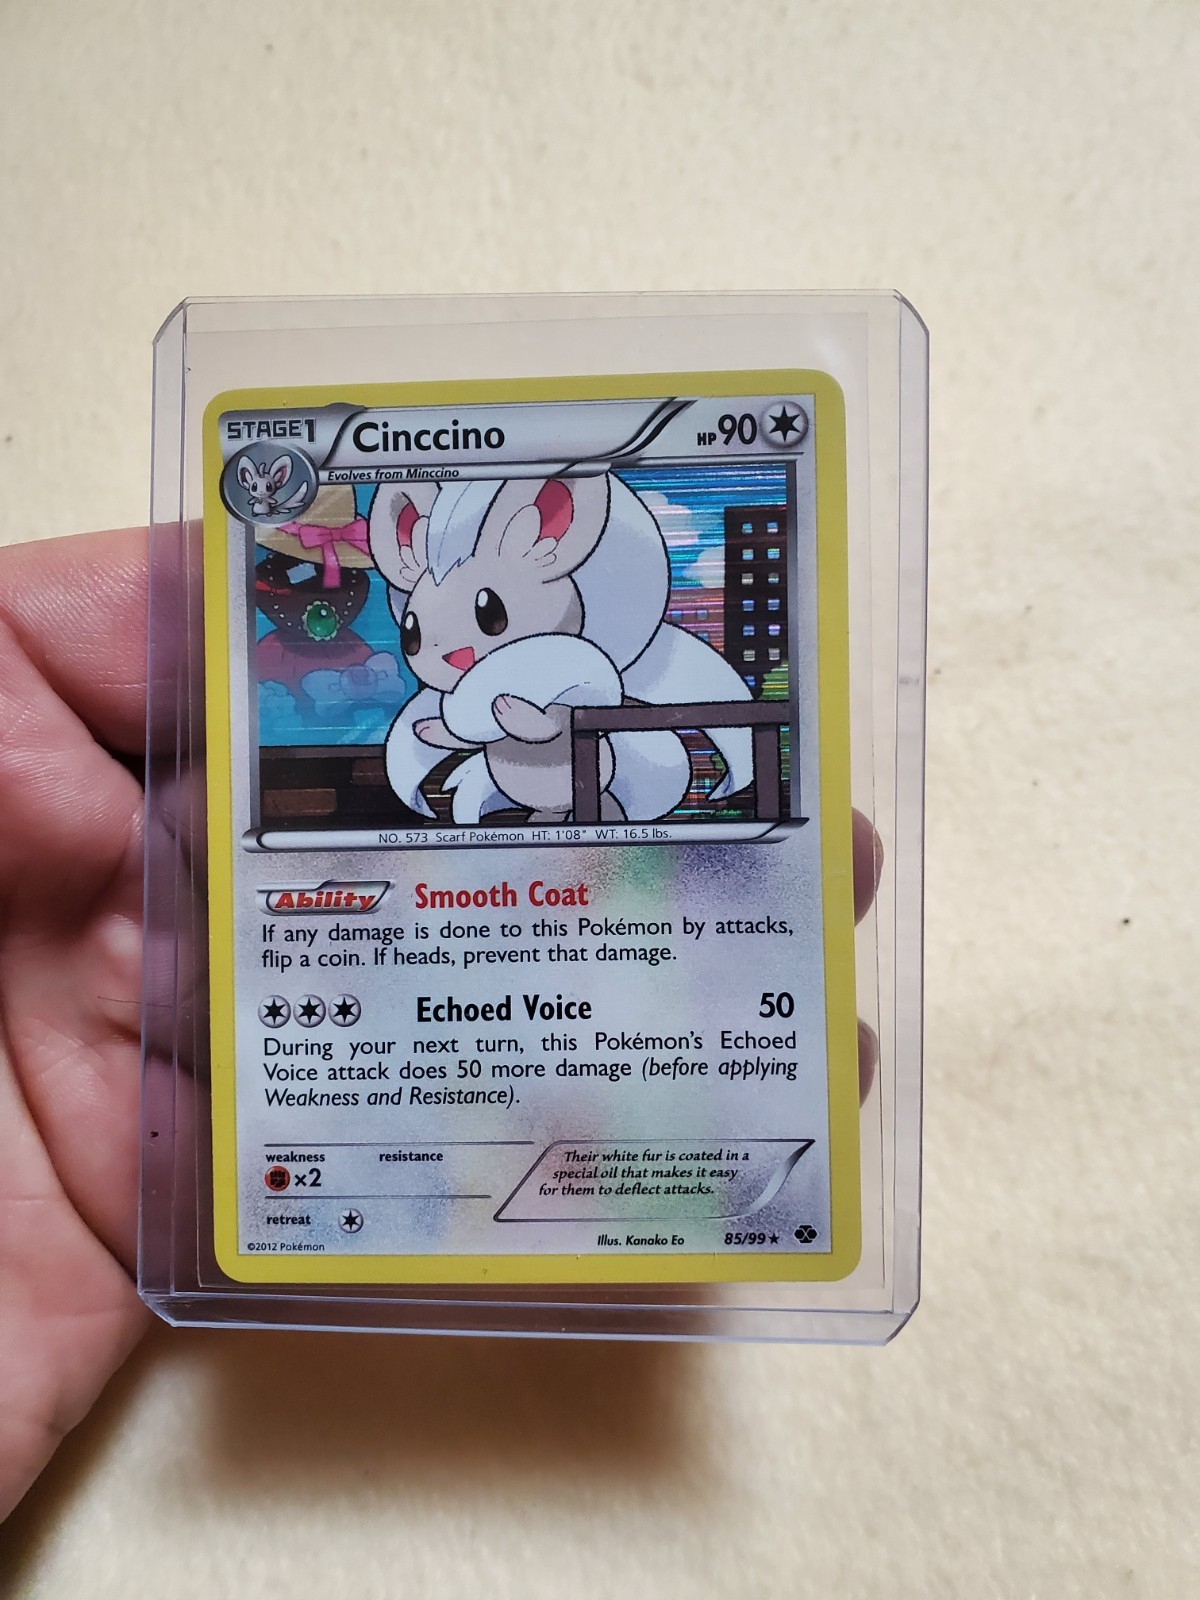 STAGE1
Cinccino
HP 90
Evolves from Minccino
NO. 573 Scarf Pokémon HT: 1'08" WT: 16.5 lbs.
Ability Smooth Coat
If any damage is done to this Pokémon by attacks,
flip a coin. If heads, prevent that damage.
Echoed Voice 50
During your next turn, this Pokémon's Echoed
Voice attack does 50 more damage (before applying
Weakness and Resistance).
weakness resistance
×2
Their white fur is coated in a
special oil that makes it easy
for them to deflect attacks.
retreat
©2012 Pokémon
Illus. Kanako Eo 85/99★